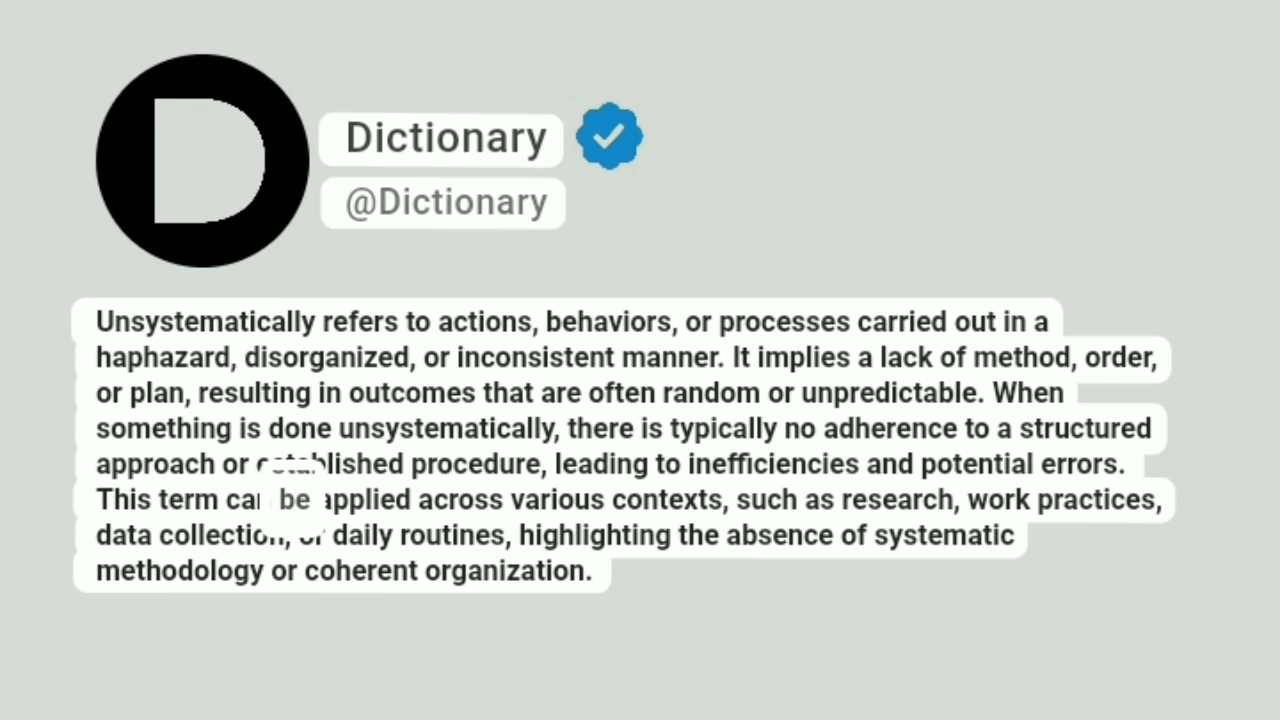 D
Dictionary
@Dictionary
Unsystematically refers to actions, behaviors, or processes carried out in a
haphazard, disorganized, or inconsistent manner. It implies a lack of method, order,
or plan, resulting in outcomes that are often random or unpredictable. When
something is done unsystematically, there is typically no adherence to a structured
approach or established procedure, leading to inefficiencies and potential errors.
This term can be applied across various contexts, such as research, work practices,
data collection, or daily routines, highlighting the absence of systematic
methodology or coherent organization.